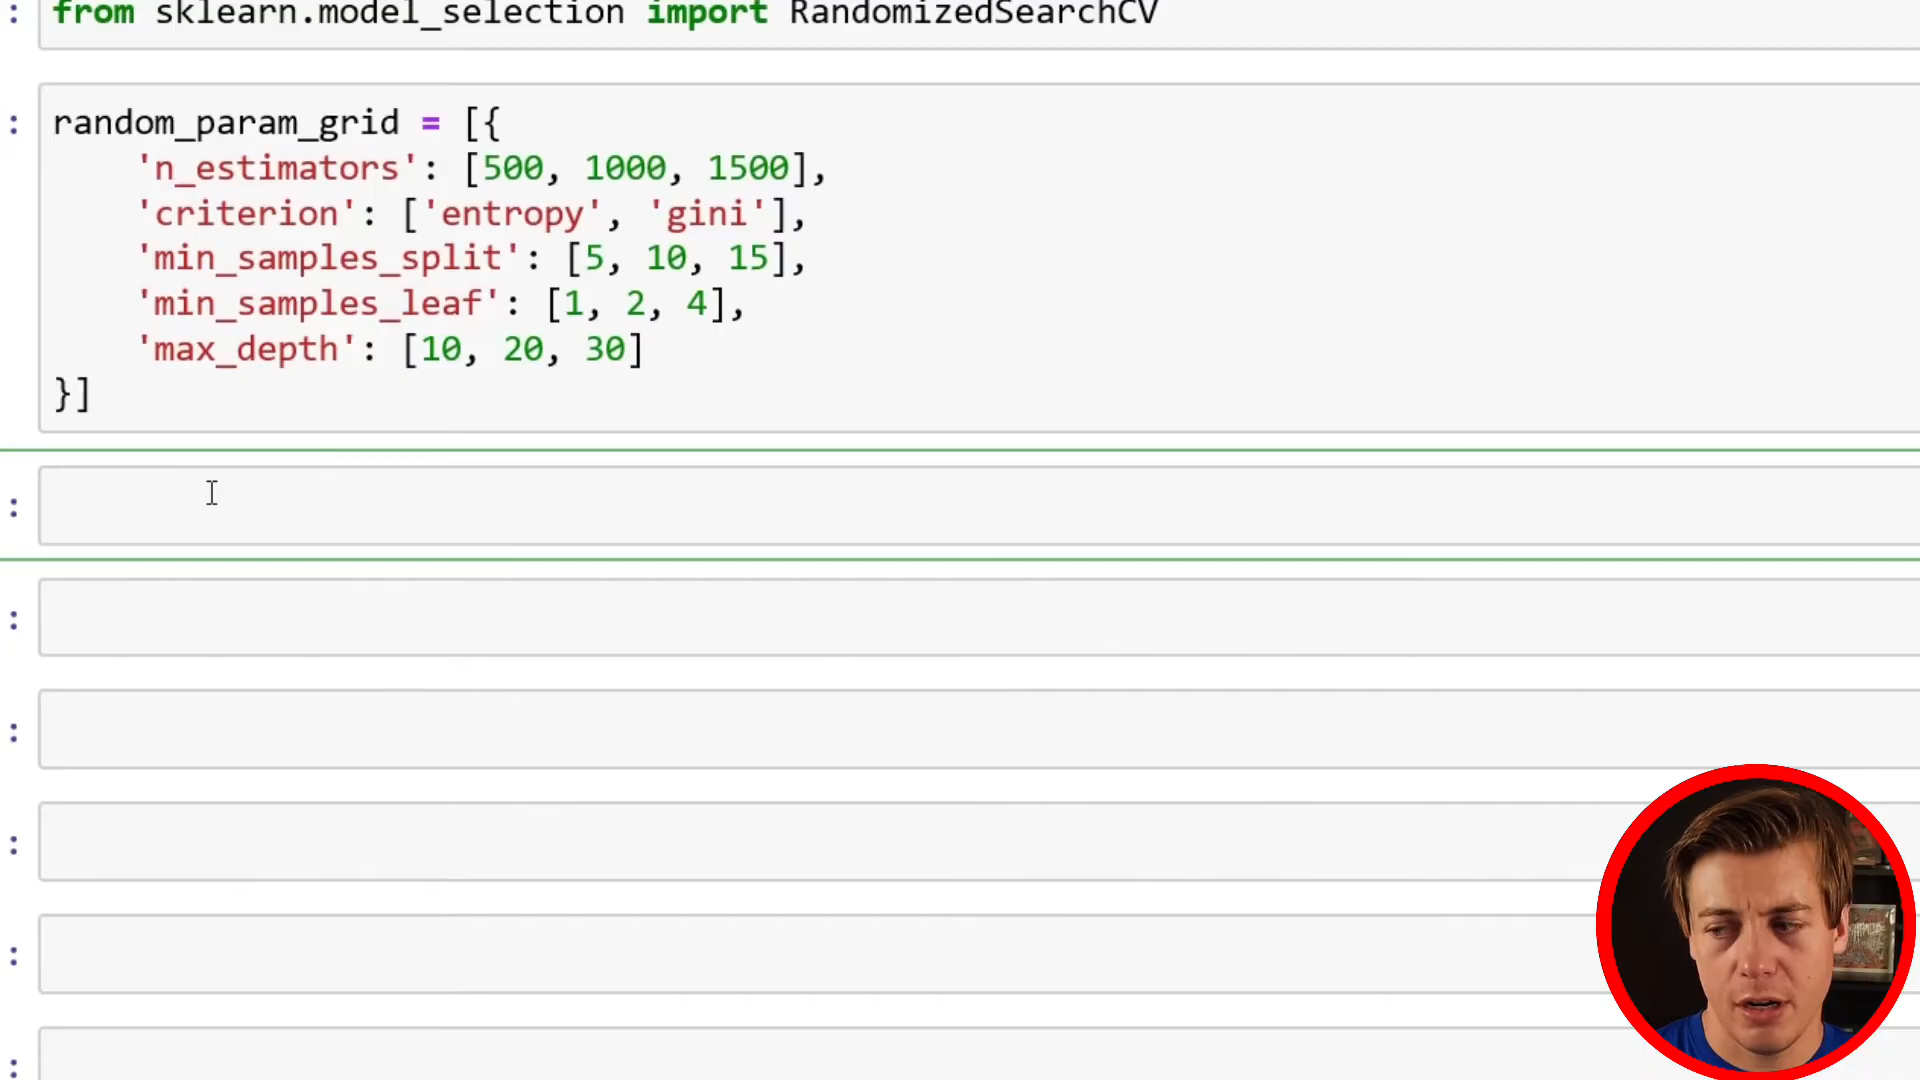 : from sklearn.model_selection import RandomizedSearchCV
: random_param_grid = [{
'n_estimators': [500, 1000, 1500],
'criterion': ['entropy', 'gini'],
'min_samples_split': [5, 10, 15],
'min_samples_leaf': [1, 2, 4],
'max_depth': [10, 20, 30]
}]
:
:
:
:
:
: